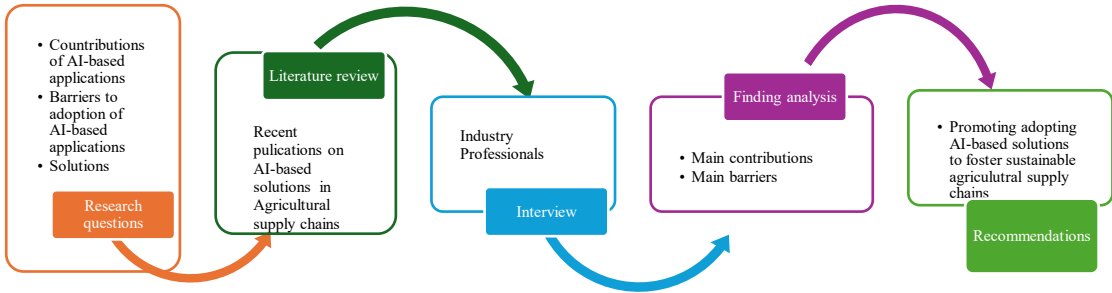 • Countributions
of AI-based
applications
• Barriers to
adoption of
AI-based
applications
• Solutions
Research
questions
Literature review
Recent
pulications on
AI-based
solutions in
Agricultural
supply chains
Industry
Professionals
Interview
Finding analysis
• Main contributions
• Main barriers
• Promoting adopting
AI-based solutions
to foster sustainable
agriculutral supply
chains
Recommendations